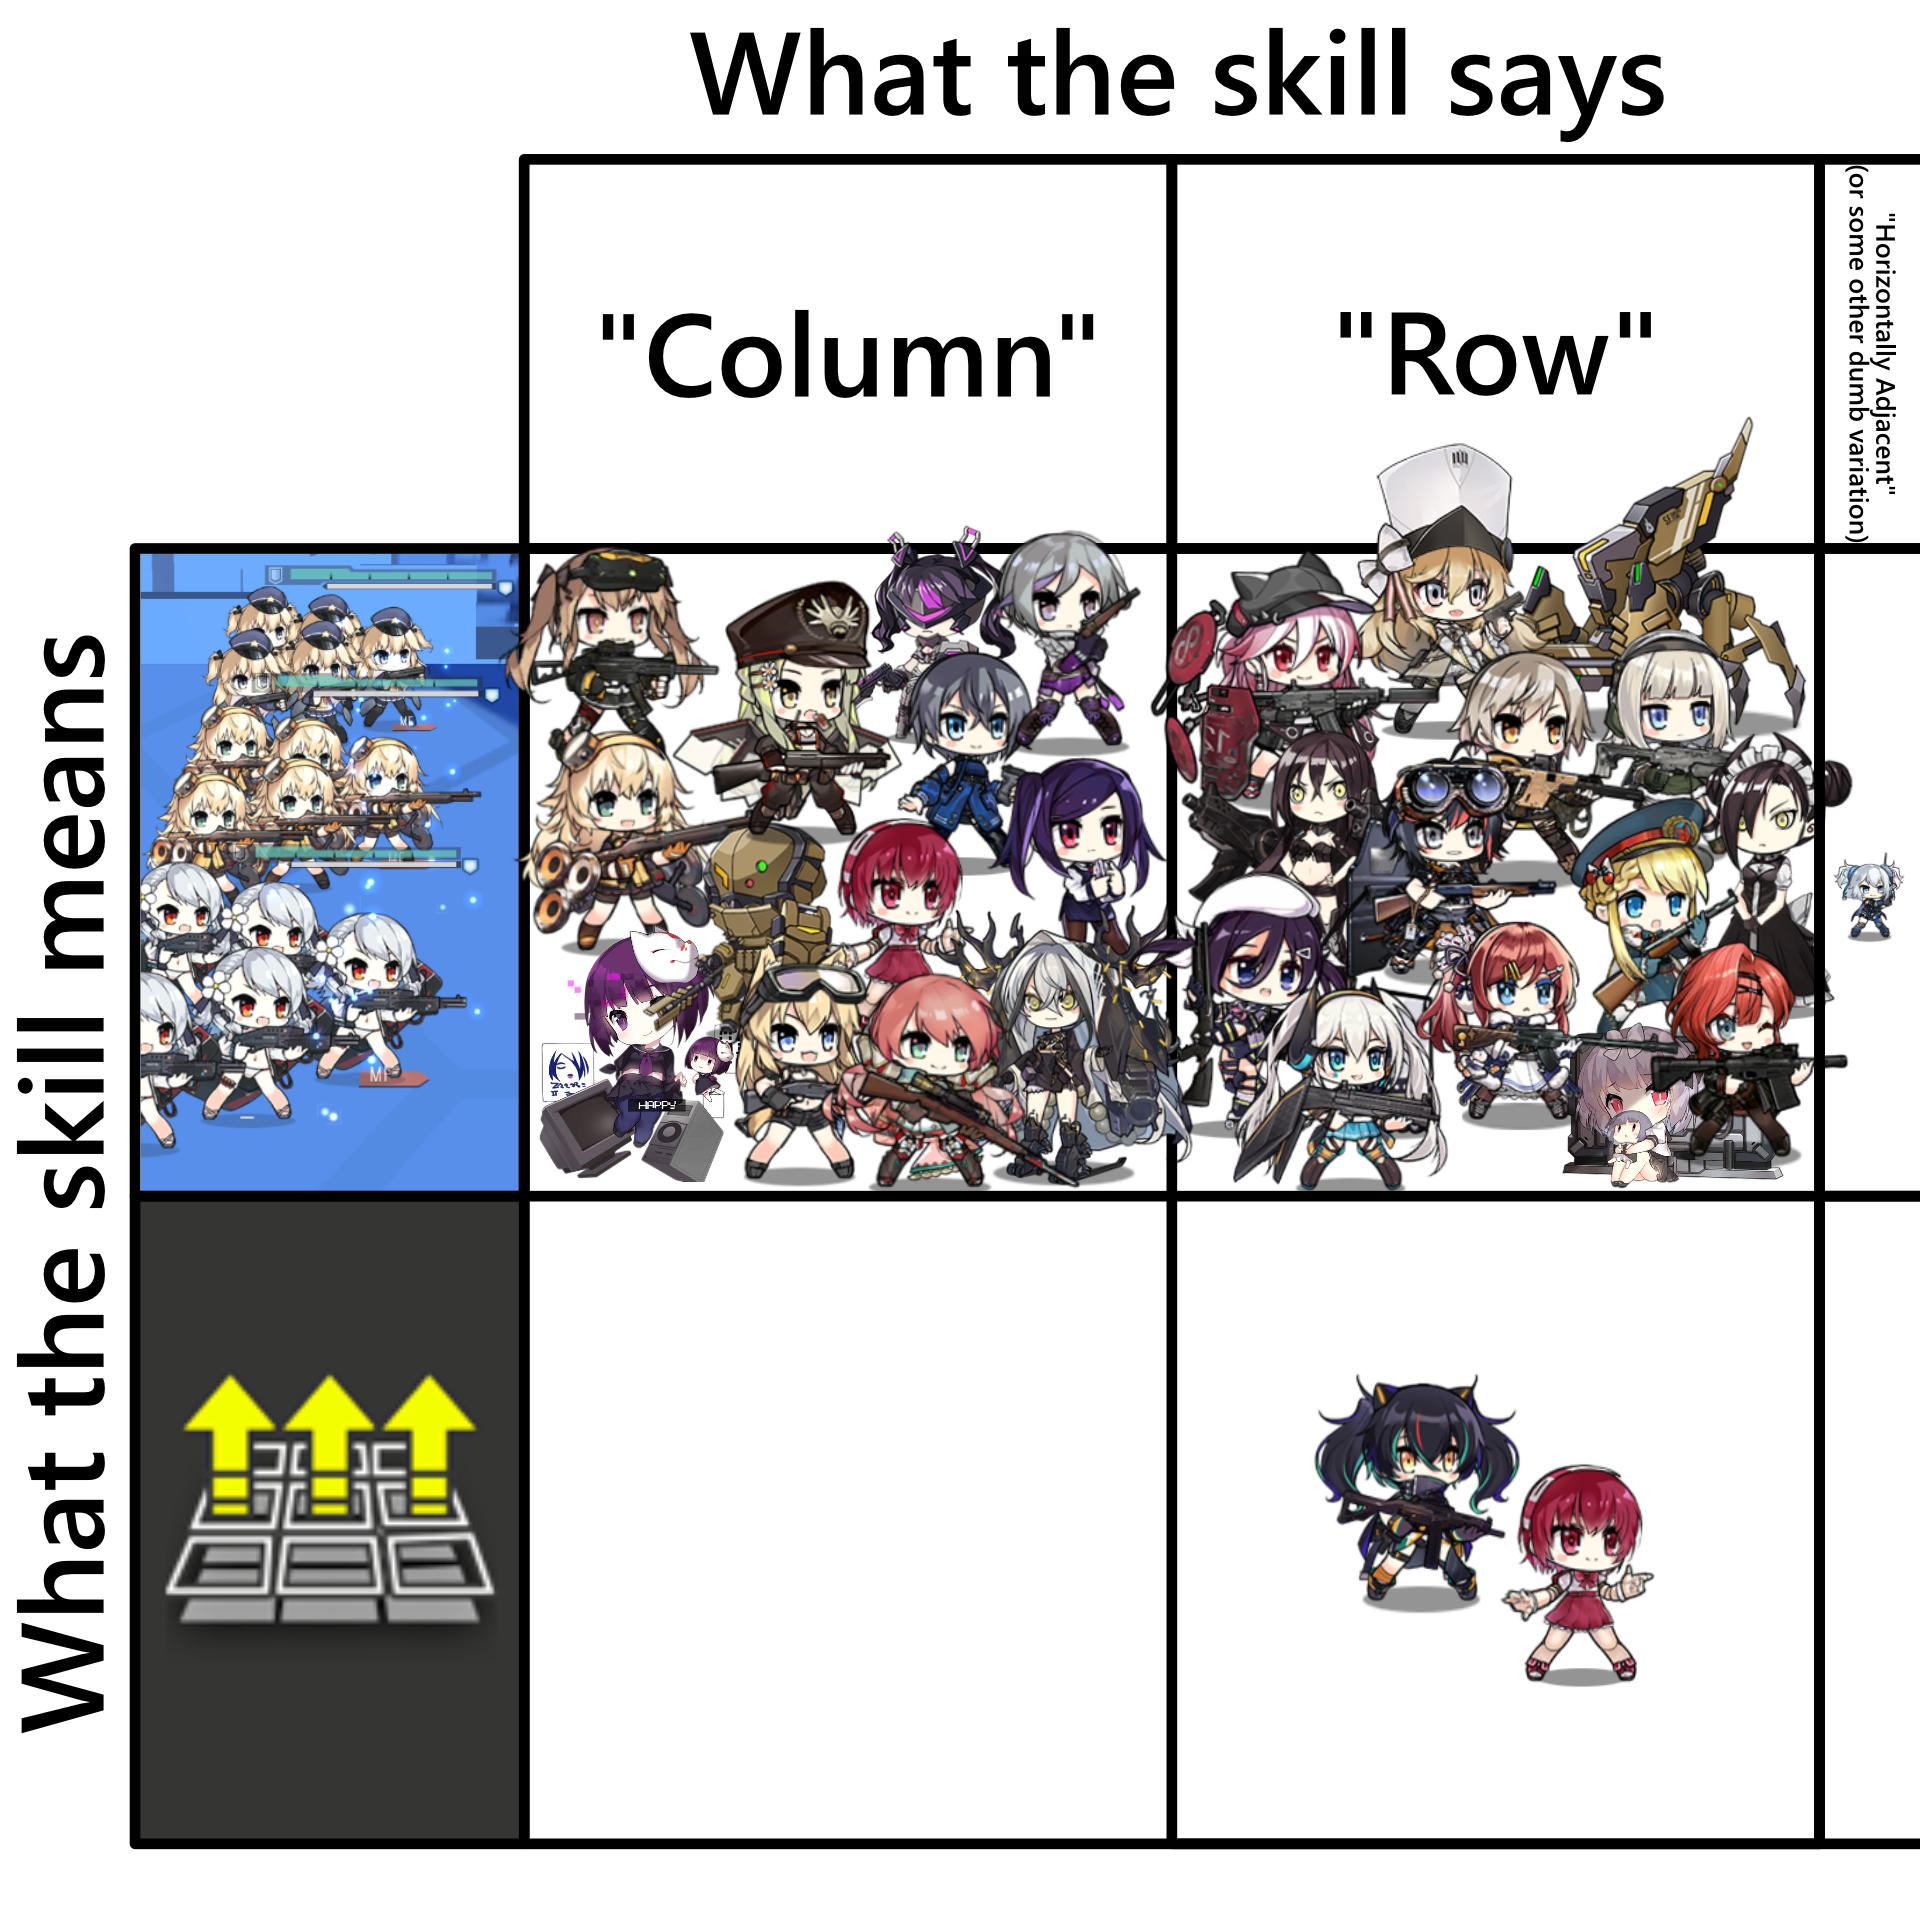 What the skill says
"Column"
"Row"
"Horizontally Adjacent"
(or some other dumb variation)
What the skill means
HAPPY